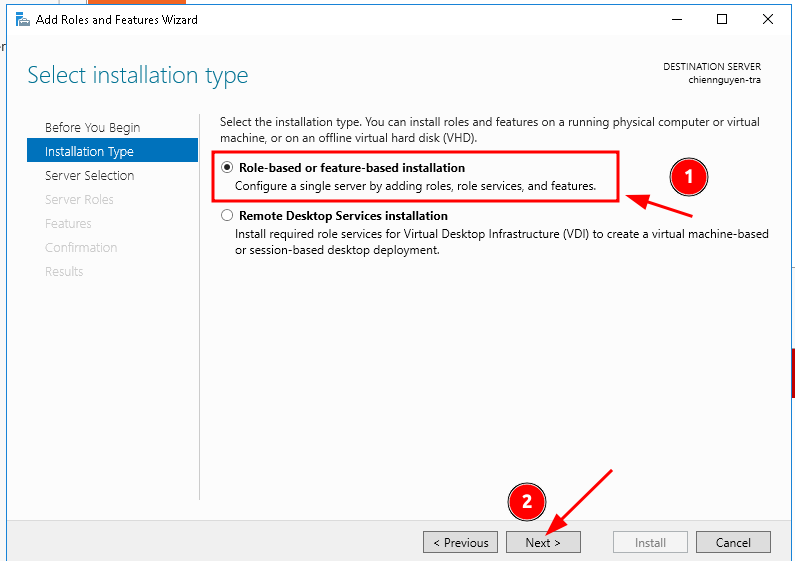 Add Roles and Features Wizard
Select installation type
DESTINATION SERVER
chiennguyen-tra
Before You Begin
Installation Type
Server Selection
Server Roles
Features
Confirmation
Results
Select the installation type. You can install roles and features on a running physical computer or virtual
machine, or on an offline virtual hard disk (VHD).
Role-based or feature-based installation
Configure a single server by adding roles, role services, and features.
1
Remote Desktop Services installation
Install required role services for Virtual Desktop Infrastructure (VDI) to create a virtual machine-based
or session-based desktop deployment.
2
< Previous
Next >
Install
Cancel